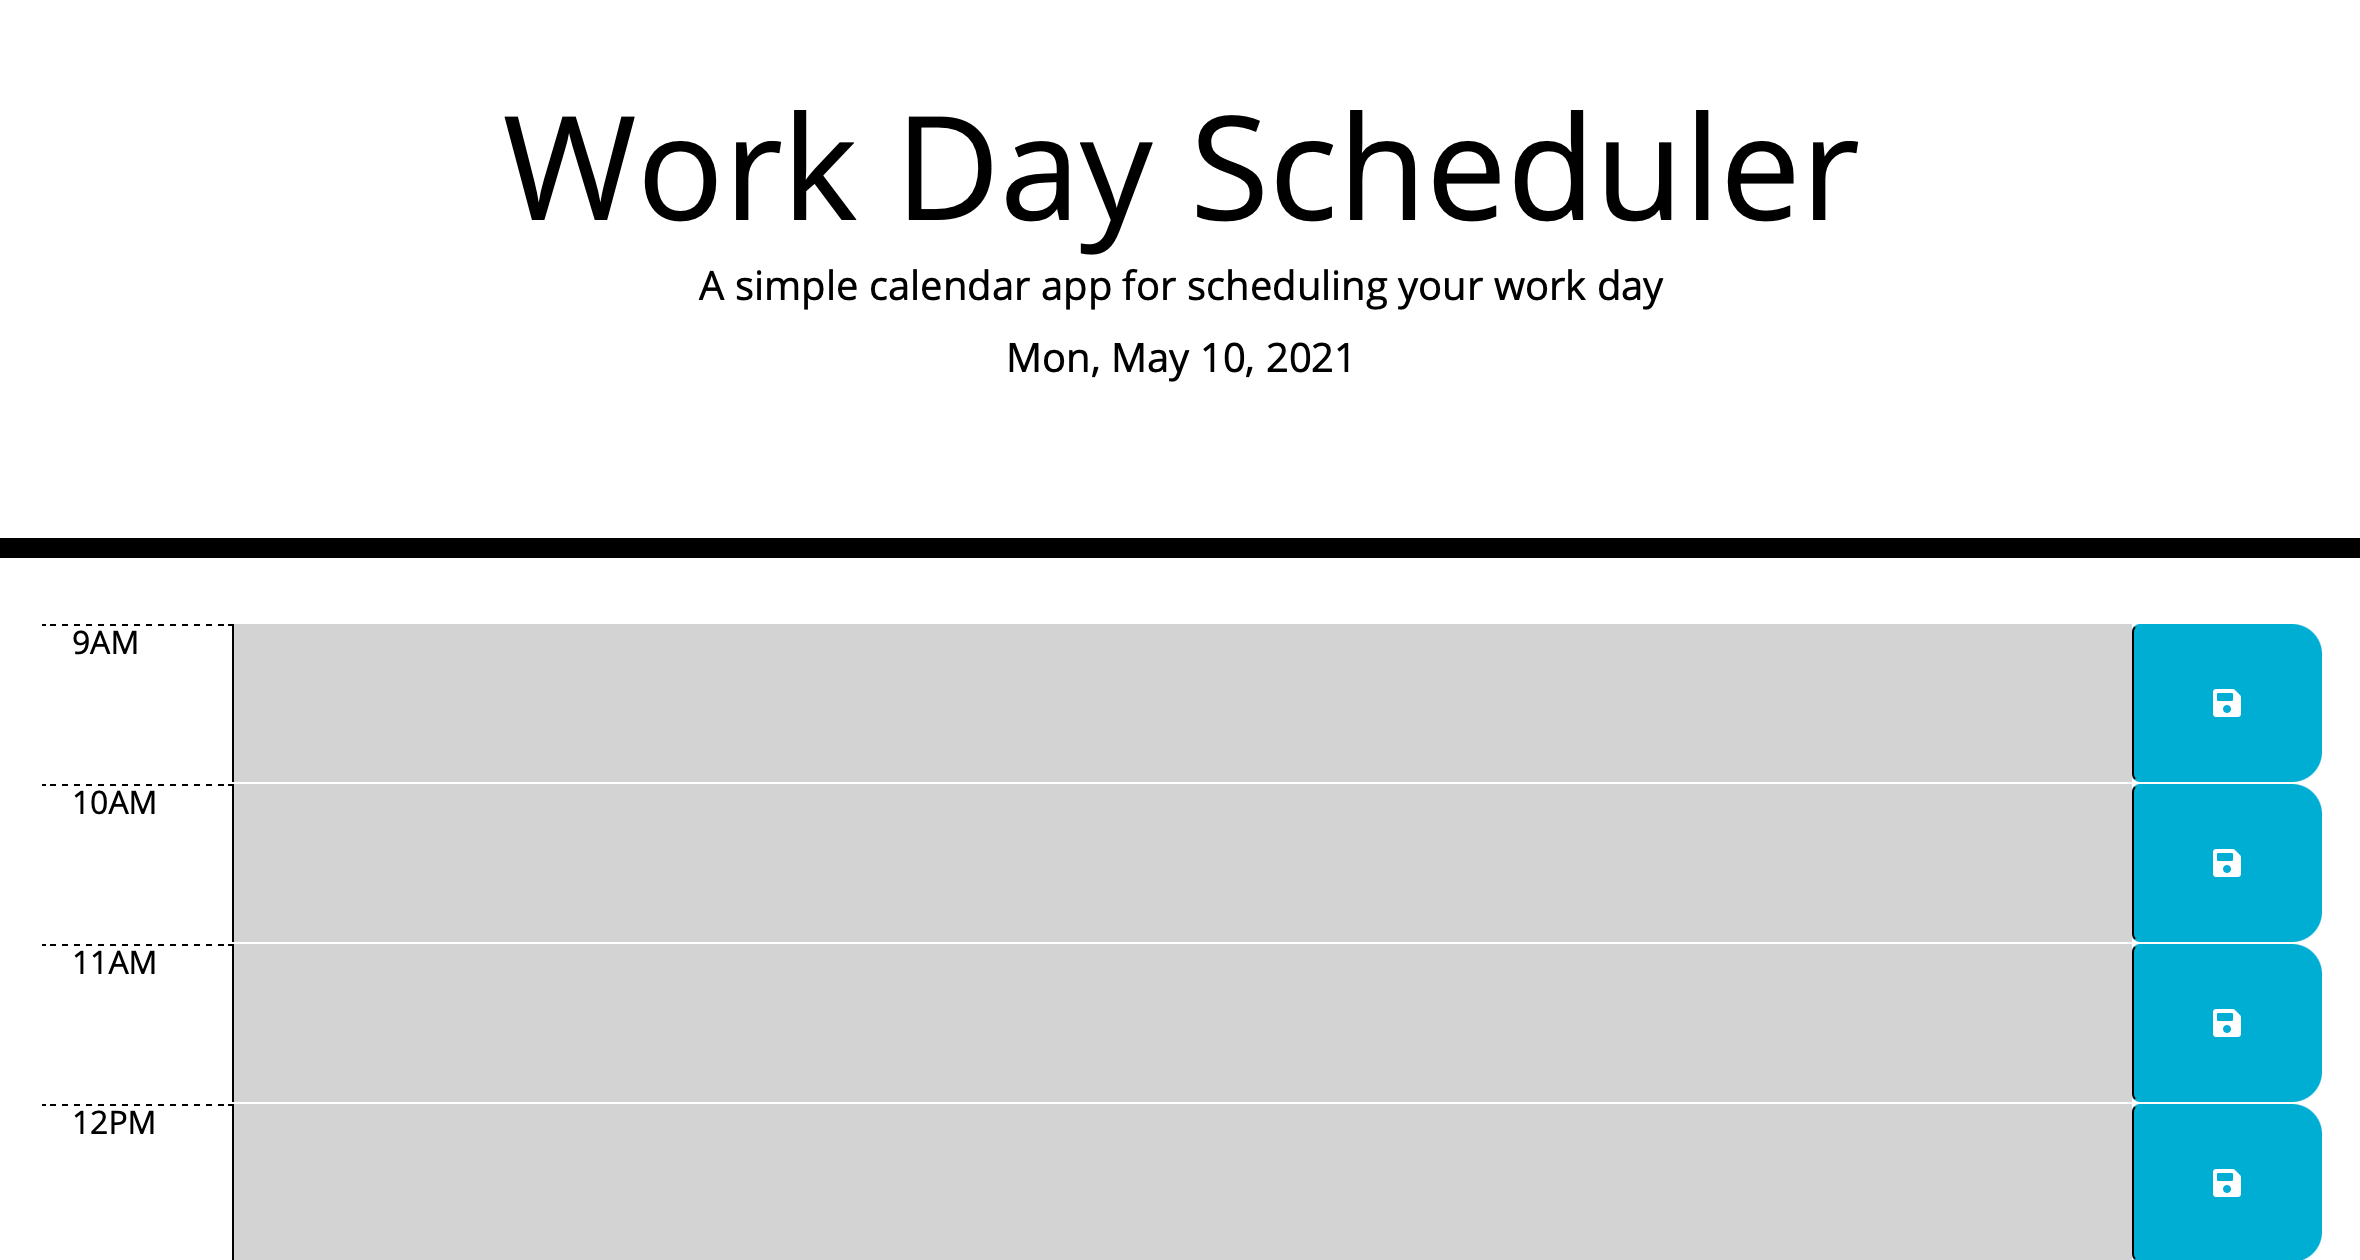 Work Day Scheduler
A simple calendar app for scheduling your work day
Mon, May 10, 2021
9AM
10AM
11AM
12PM